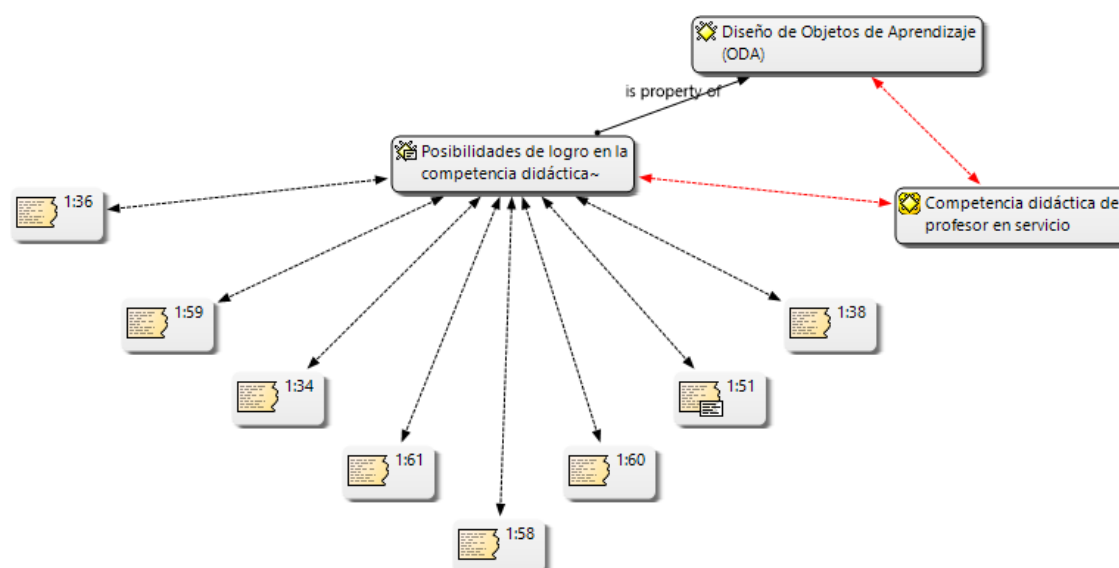 Diseño de Objetos de Aprendizaje
(ODA)
is property of
Posibilidades de logro en la
competencia didáctica~
1:36
Competencia didáctica de
profesor en servicio
1:59
1:38
1:34
1:51
1:61
1:60
1:58